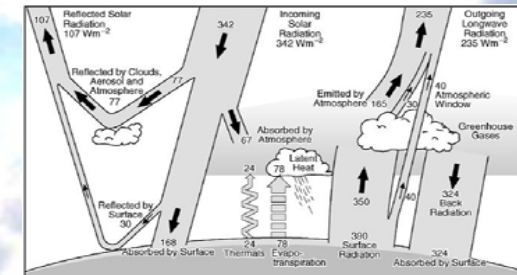 107
Reflected Solar
Radiation
107 Wm⁻²
342
Incoming
Solar
Radiation
342 Wm⁻²
235
Outgoing
Longwave
Radiation
235 Wm⁻²
Reflected by Clouds,
Aerosol and
Atmosphere
77
77
Emitted by
Atmosphere
165
30
40
Atmospheric
Window
Greenhouse
Gases
67
Absorbed by
Atmosphere
24
78
Latent
Heat
Reflected by
Surface
30
350
40
324
Back
Radiation
168
Absorbed by Surface
24
Thermals
78
Evapo-
transpiration
390
Surface
Radiation
324
Absorbed by Surface